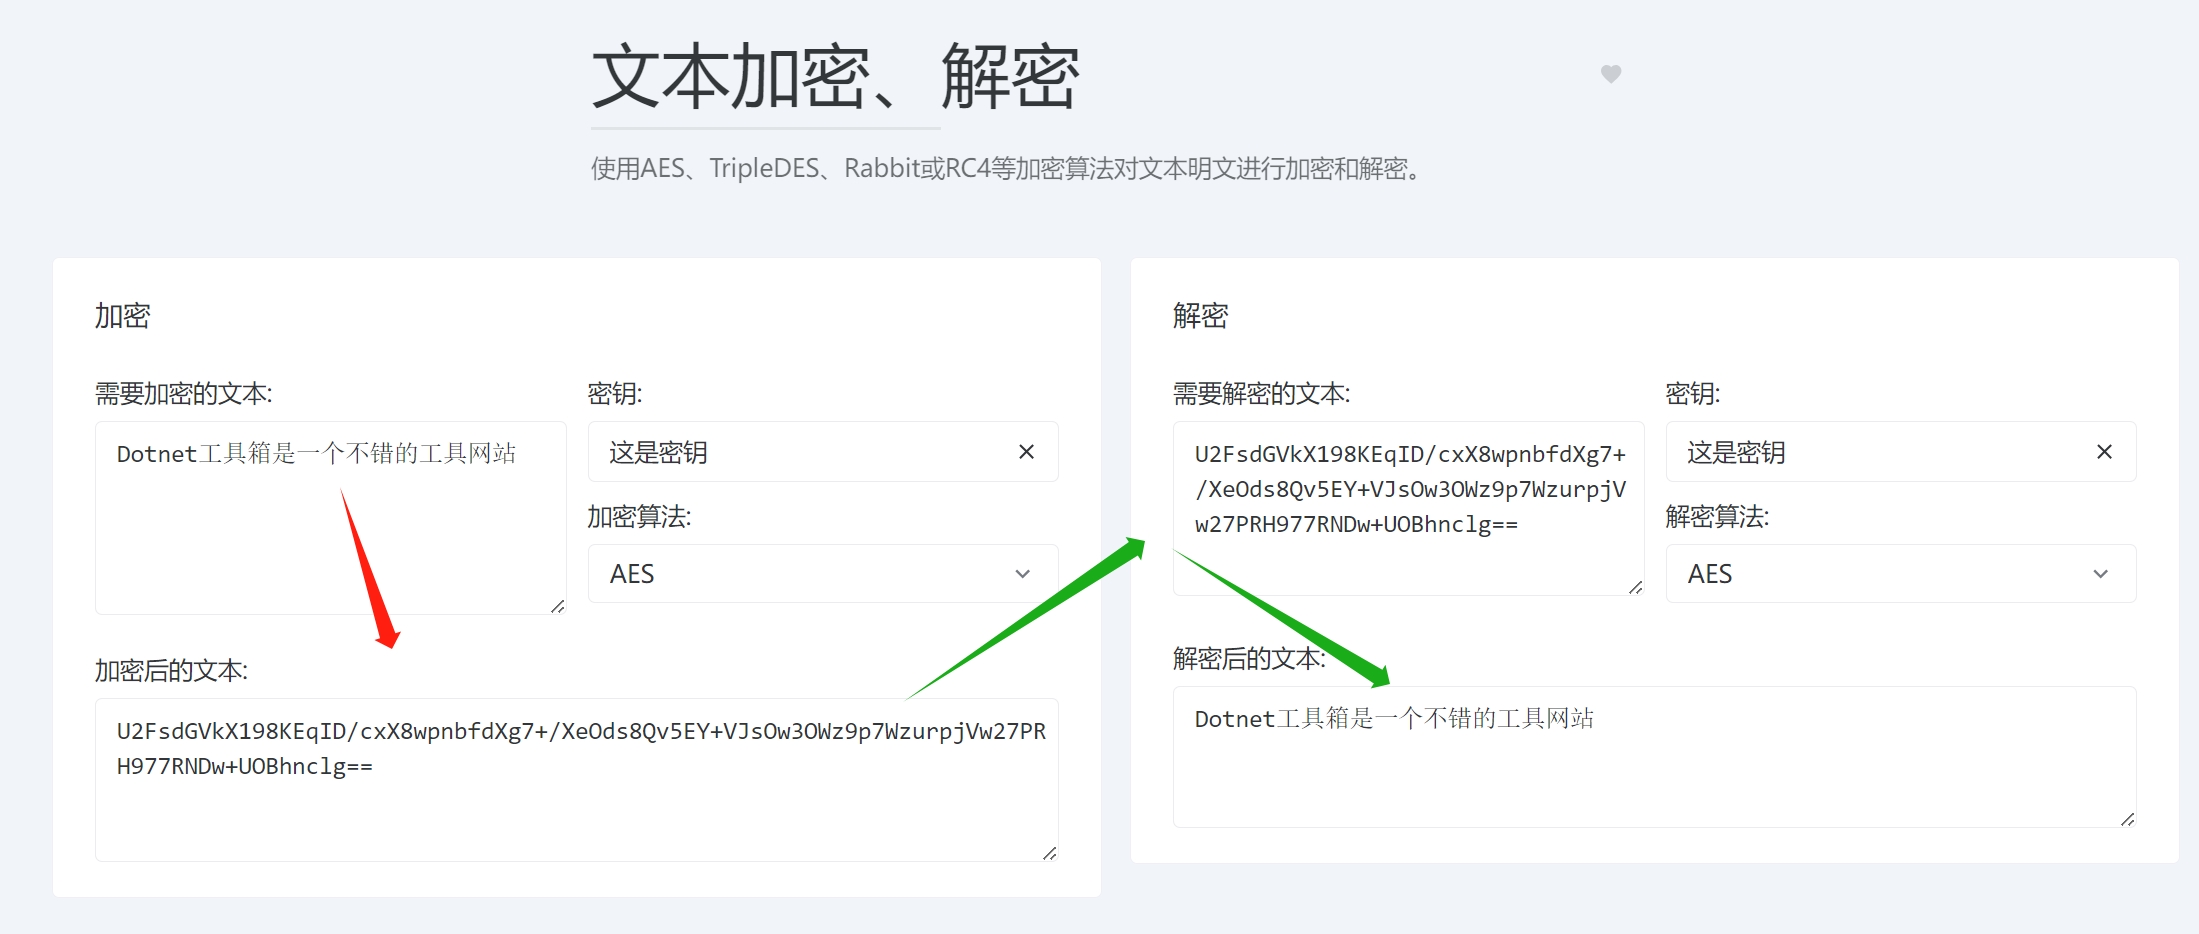 文本加密、解密
使用AES、TripleDES、Rabbit或RC4等加密算法对文本明文进行加密和解密。
加密
需要加密的文本:
Dotnet工具箱是一个不错的工具网站
密钥:
这是密钥
加密算法:
AES
加密后的文本:
U2FsdGVkX198KEqID/cxX8wpnbfdXg7+/XeOds8Qv5EY+VJsOw3OWz9p7WzurpjVw27PR
H977RNDw+UOBhnclg==
解密
需要解密的文本:
U2FsdGVkX198KEqID/cxX8wpnbfdXg7+
/XeOds8Qv5EY+VJsOw3OWz9p7WzurpjV
w27PRH977RNDw+UOBhnclg==
密钥:
这是密钥
解密算法:
AES
解密后的文本:
Dotnet工具箱是一个不错的工具网站